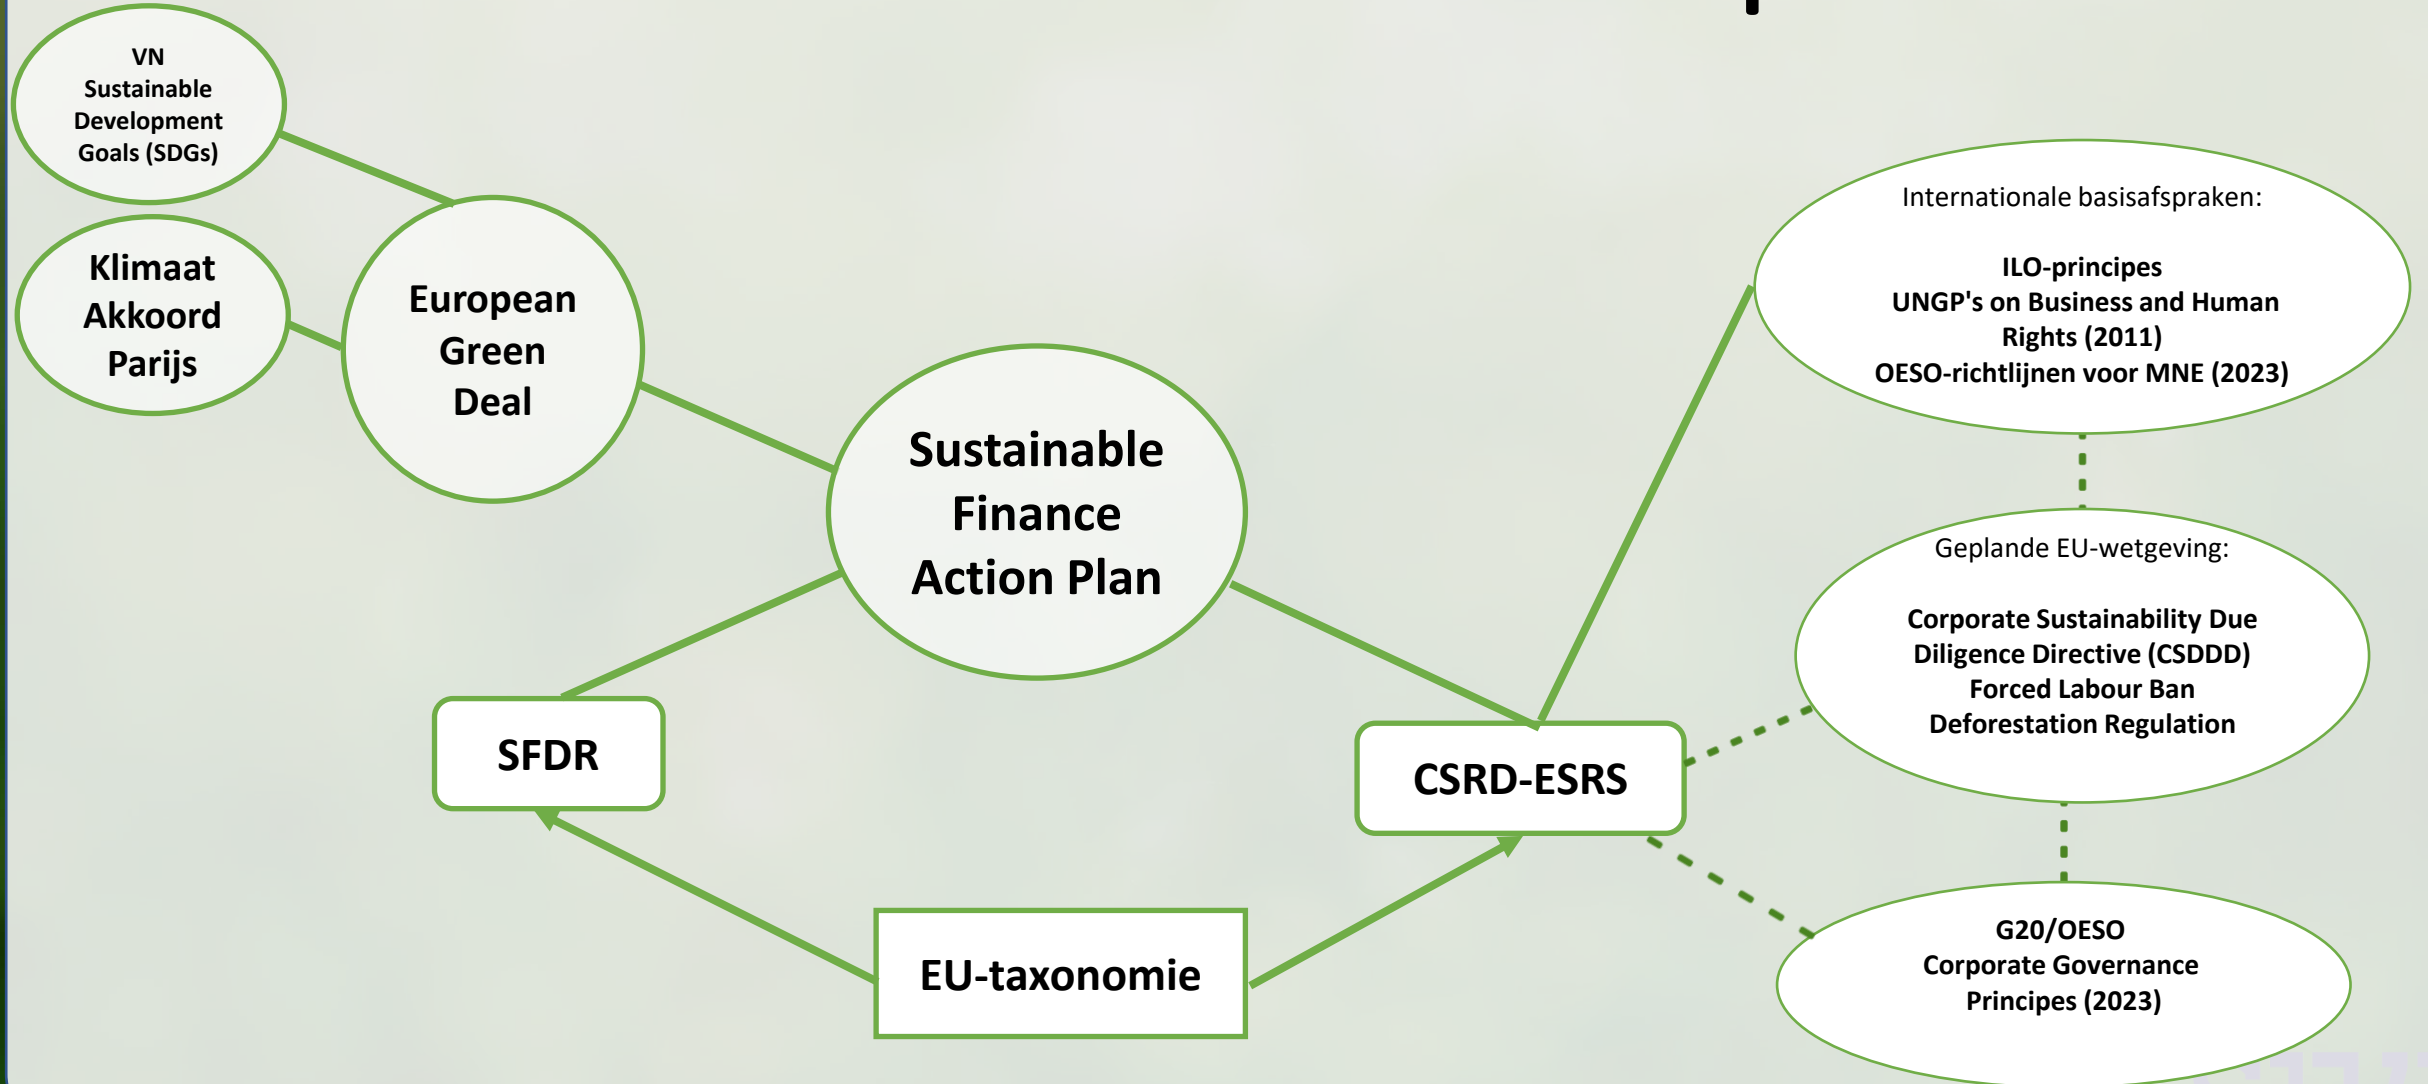 VN
Sustainable
Development
Goals (SDGs)
Klimaat
Akkoord
Parijs
European
Green
Deal
Sustainable
Finance
Action Plan
Internationale basisafspraken:
ILO-principes
UNGP's on Business and Human
Rights (2011)
OESO-richtlijnen voor MNE (2023)
Geplande EU-wetgeving:
Corporate Sustainability Due
Diligence Directive (CSDDD)
Forced Labour Ban
Deforestation Regulation
SFDR
CSRD-ESRS
EU-taxonomie
G20/OESO
Corporate Governance
Principes (2023)